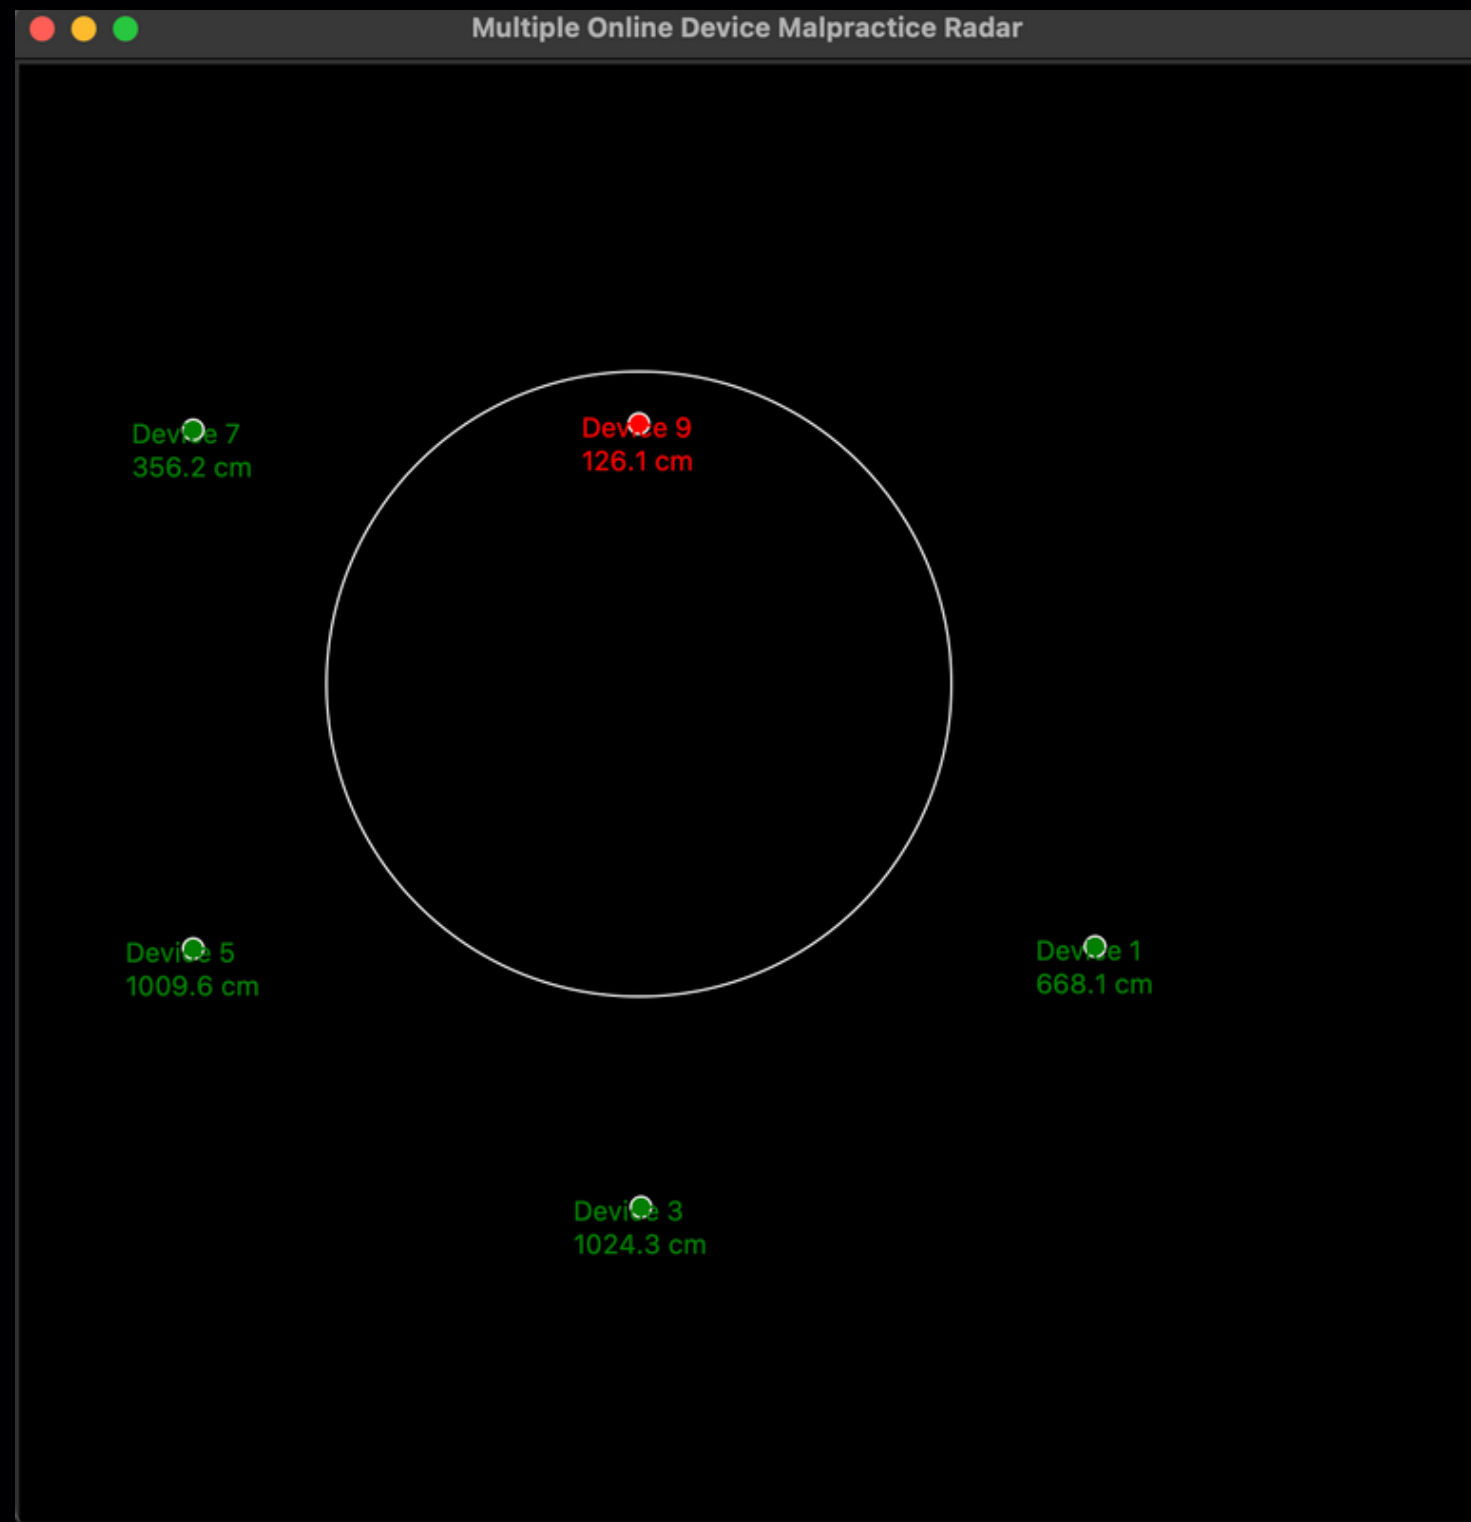 Multiple Online Device Malpractice Radar
Device 7
356.2 cm
Device 9
126.1 cm
Device 5
1009.6 cm
Device 1
668.1 cm
Device 3
1024.3 cm